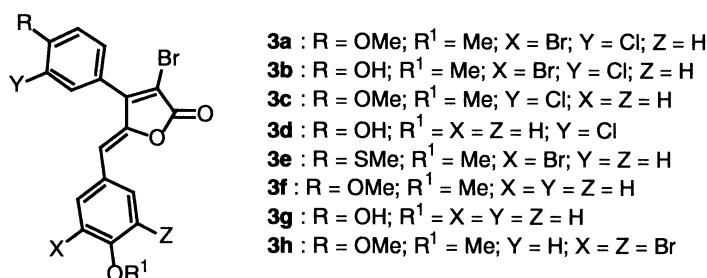 R
Y
Br
O
O
X
Z
OR¹
3a : R = OMe; R¹ = Me; X = Br; Y = Cl; Z = H
3b : R = OH; R¹ = Me; X = Br; Y = Cl; Z = H
3c : R = OMe; R¹ = Me; Y = Cl; X = Z = H
3d : R = OH; R¹ = X = Z = H; Y = Cl
3e : R = SMe; R¹ = Me; X = Br; Y = Z = H
3f : R = OMe; R¹ = Me; X = Y = Z = H
3g : R = OH; R¹ = X = Y = Z = H
3h : R = OMe; R¹ = Me; Y = H; X = Z = Br